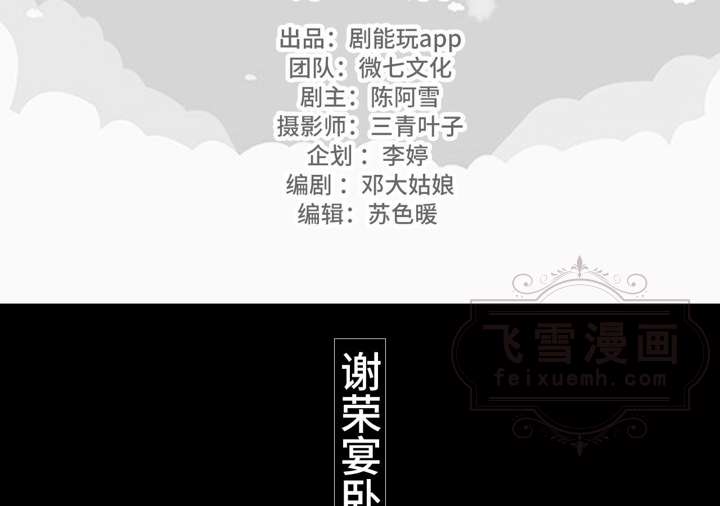 出品：剧能玩app
团队：微七文化
剧主：陈阿雪
摄影师：三青叶子
企划：李婷
编剧：邓大姑娘
编辑：苏色暖
飞雪漫画
feixuemh.com
谢荣宴卧